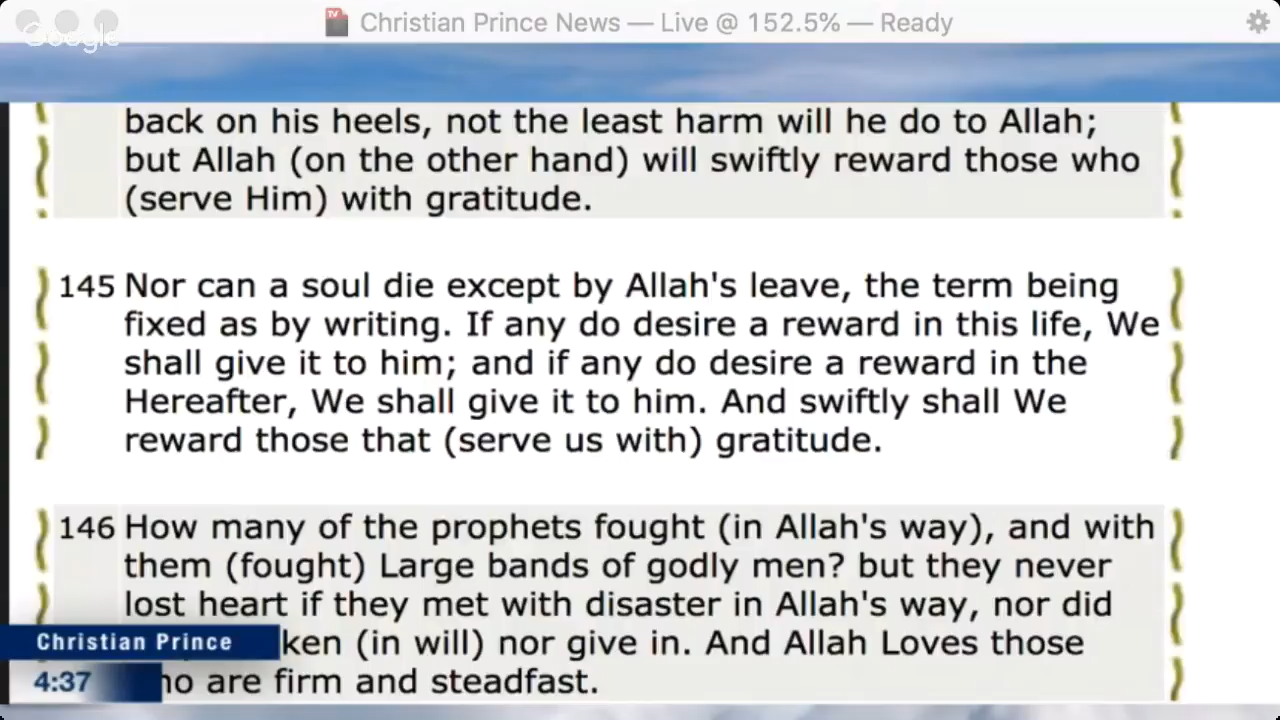 Christian Prince News — Live @ 152.5% — Ready
Google
back on his heels, not the least harm will he do to Allah;
but Allah (on the other hand) will swiftly reward those who
(serve Him) with gratitude.
145 Nor can a soul die except by Allah's leave, the term being
fixed as by writing. If any do desire a reward in this life, We
shall give it to him; and if any do desire a reward in the
Hereafter, We shall give it to him. And swiftly shall We
reward those that (serve us with) gratitude.
146 How many of the prophets fought (in Allah's way), and with
them (fought) Large bands of godly men? but they never
lost heart if they met with disaster in Allah's way, nor did
ken (in will) nor give in. And Allah Loves those
Christian Prince
ho are firm and steadfast.
4:37